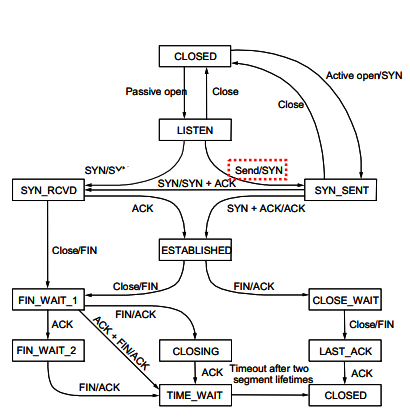 CLOSED
Active open/SYN
Passive open
Close
Close
LISTEN
SYN/SY
Send/SYN
SYN/SYN + ACK
SYN_RCVD
SYN_SENT
ACK
SYN + ACK/ACK
ESTABLISHED
Close/FIN
Close/FIN
FIN/ACK
FIN_WAIT_1
CLOSE_WAIT
FIN/ACK
ACK
ACK + FIN/ACK
Close/FIN
FIN_WAIT_2
CLOSING
LAST_ACK
ACK
Timeout after two
segment lifetimes
ACK
FIN/ACK
TIME_WAIT
CLOSED